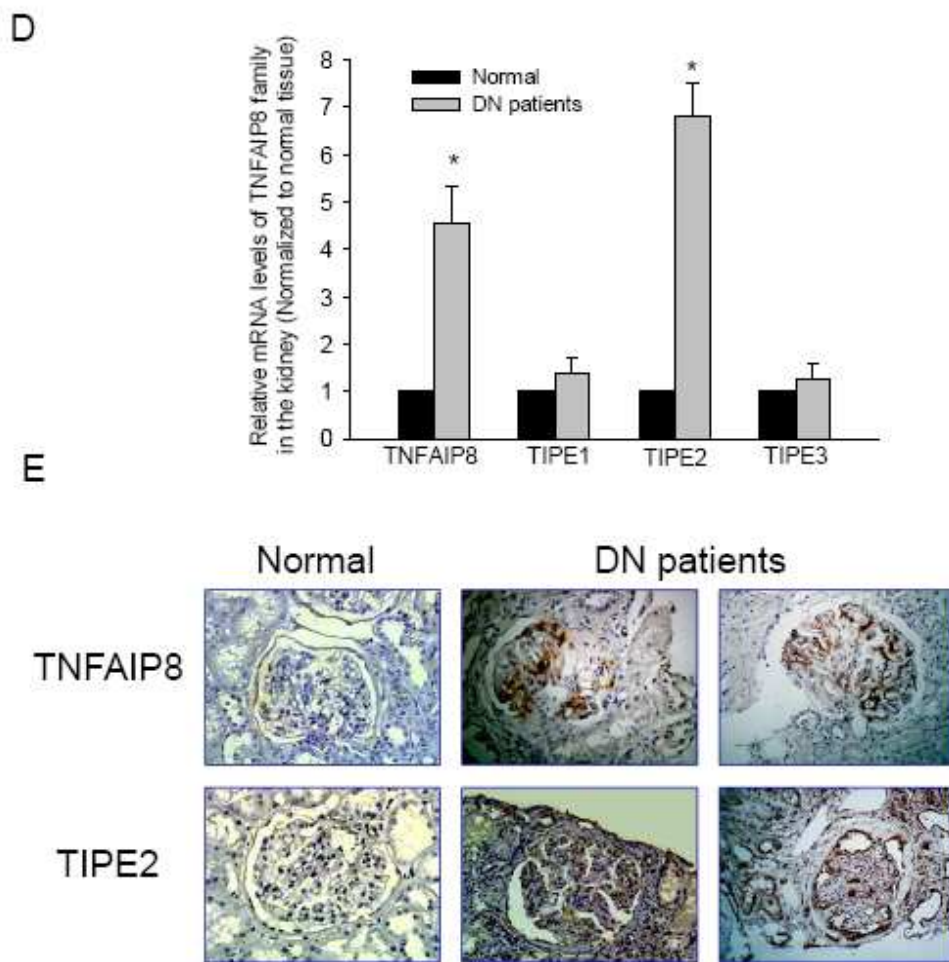 D
Relative mRNA levels of TNFAIP8 family
in the kidney (Normalized to normal tissue)
8
7
6
5
4
3
2
1
0
Normal
DN patients
*
*
TNFAIP8
TIPE1
TIPE2
TIPE3
E
Normal
DN patients
TNFAIP8
TIPE2